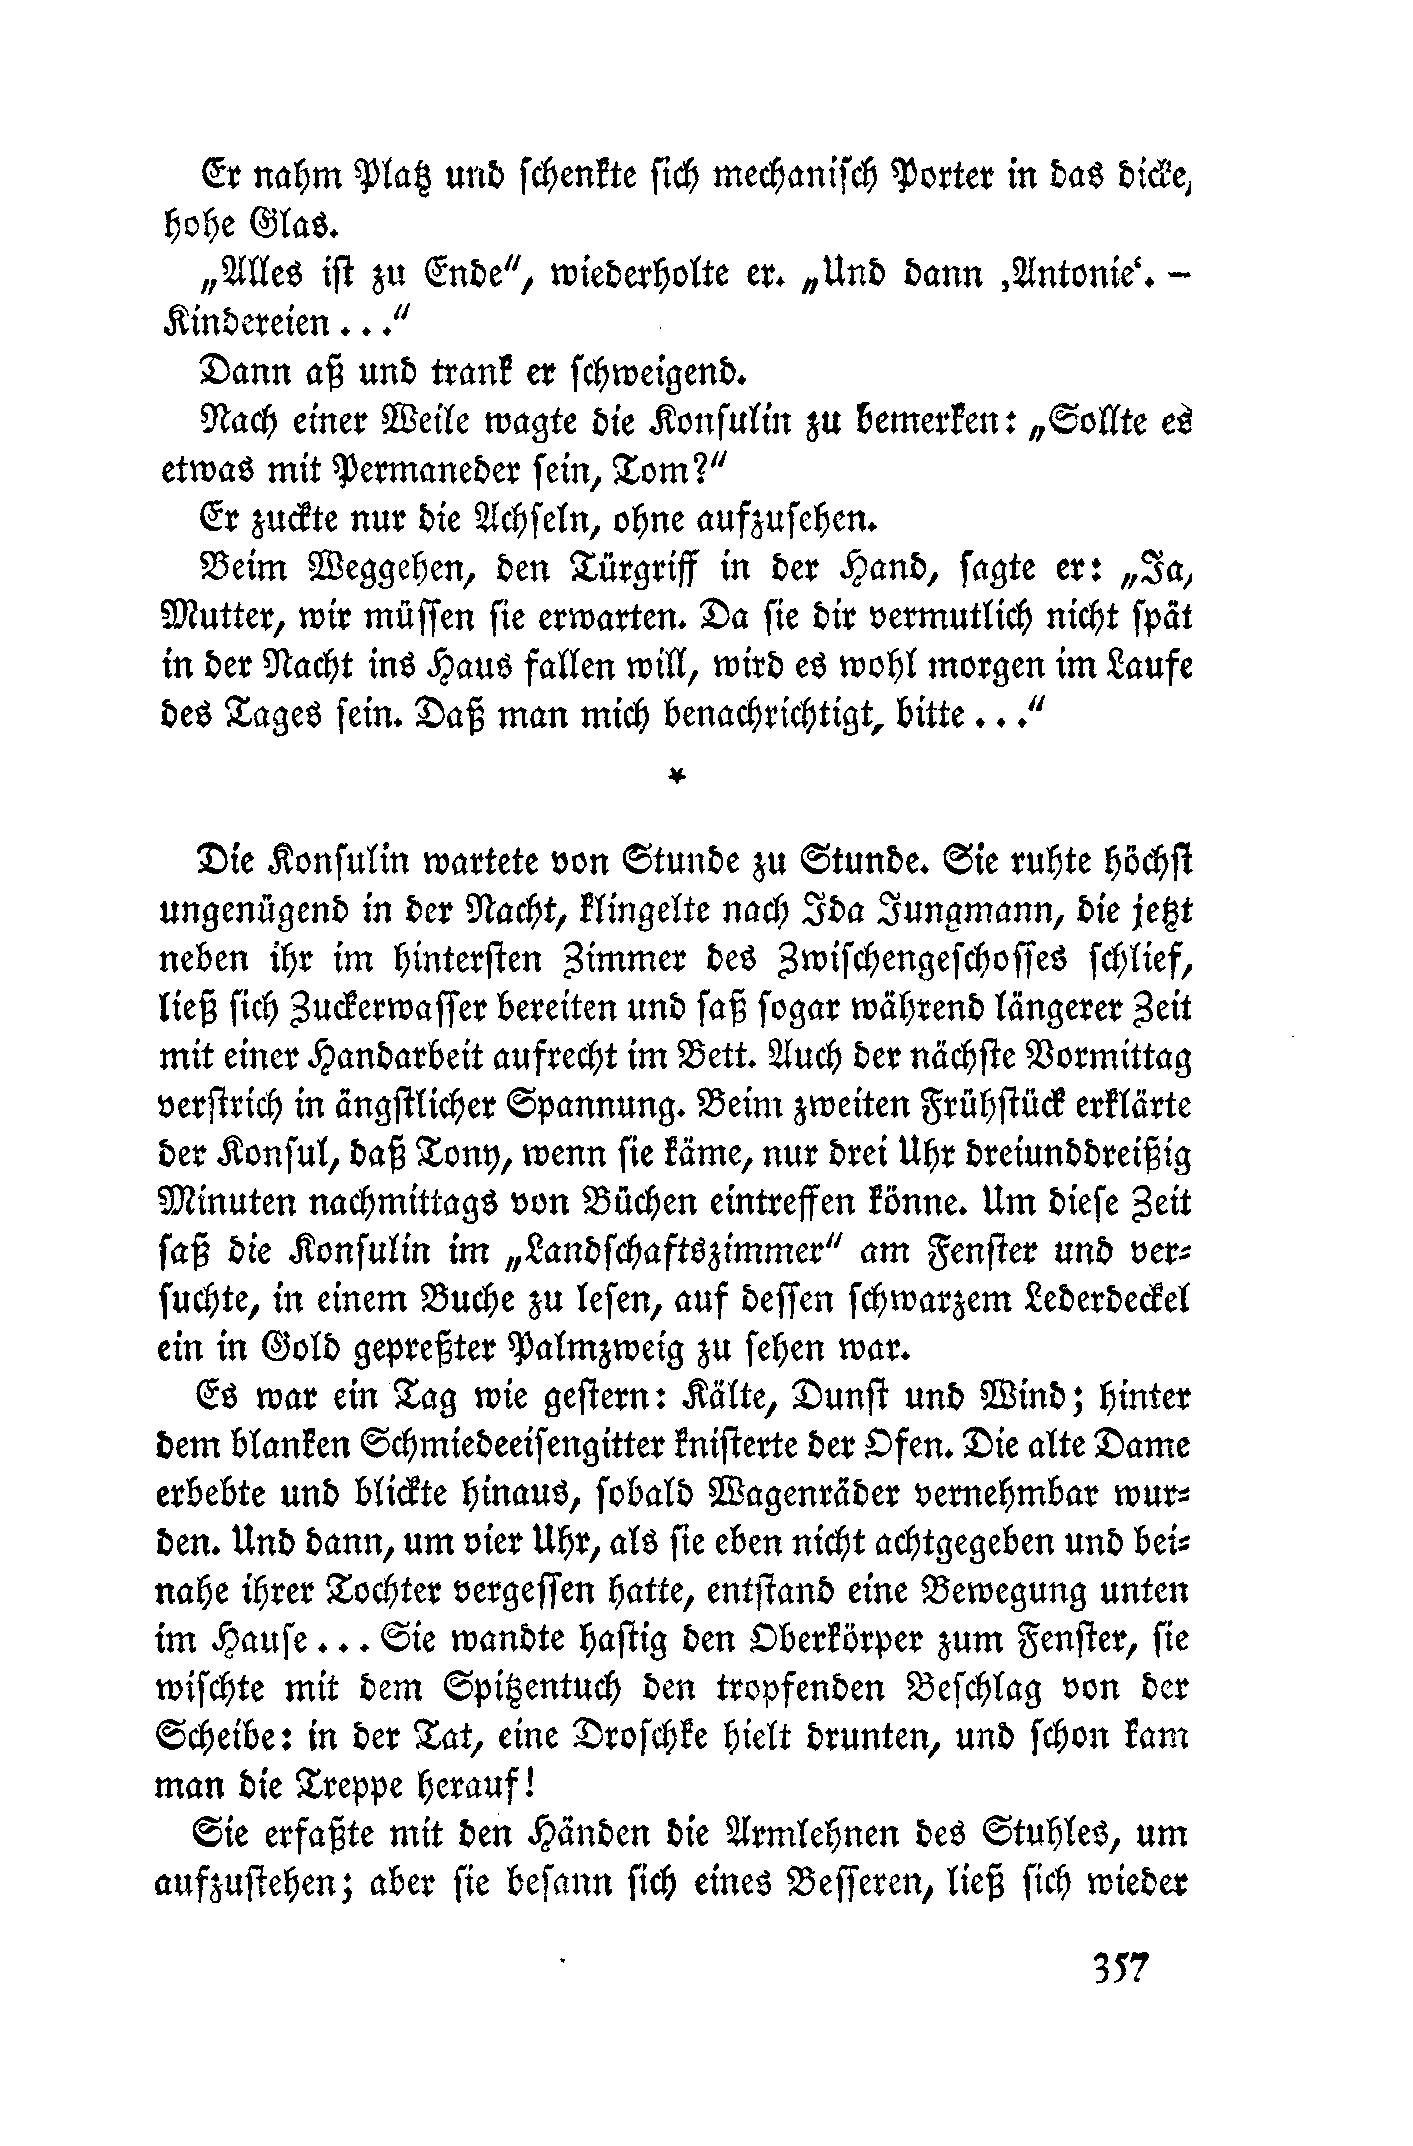 Er nahm Platz und schenkte sich mechanisch Porter in das dicke,
hohe Glas.
„Alles ist zu Ende“, wiederholte er. „Und dann ‚Antonie‘. –
Kindereien . . .“
Dann aß und trank er schweigend.
Nach einer Weile wagte die Konsulin zu bemerken: „Sollte es
etwas mit Permaneder sein, Tom?“
Er zuckte nur die Achseln, ohne aufzusehen.
Beim Weggehen, den Türgriff in der Hand, sagte er: „Ja,
Mutter, wir müssen sie erwarten. Da sie dir vermutlich nicht spät
in der Nacht ins Haus fallen will, wird es wohl morgen im Laufe
des Tages sein. Daß man mich benachrichtigt, bitte . . .“
*
Die Konsulin wartete von Stunde zu Stunde. Sie ruhte höchst
ungenügend in der Nacht, klingelte nach Ida Jungmann, die jetzt
neben ihr im hintersten Zimmer des Zwischengeschosses schlief,
ließ sich Zuckerwasser bereiten und saß sogar während längerer Zeit
mit einer Handarbeit aufrecht im Bett. Auch der nächste Vormittag
verstrich in ängstlicher Spannung. Beim zweiten Frühstück erklärte
der Konsul, daß Tony, wenn sie käme, nur drei Uhr dreiunddreißig
Minuten nachmittags von Büchen eintreffen könne. Um diese Zeit
saß die Konsulin im „Landschaftszimmer“ am Fenster und ver-
suchte, in einem Buche zu lesen, auf dessen schwarzem Lederdeckel
ein in Gold gepreßter Palmzweig zu sehen war.
Es war ein Tag wie gestern: Kälte, Dunst und Wind; hinter
dem blanken Schmiedeeisengitter knisterte der Ofen. Die alte Dame
erbebte und blickte hinaus, sobald Wagenräder vernehmbar wur-
den. Und dann, um vier Uhr, als sie eben nicht achtgegeben und bei-
nahe ihrer Tochter vergessen hatte, entstand eine Bewegung unten
im Hause . . . Sie wandte hastig den Oberkörper zum Fenster, sie
wischte mit dem Spitzentuch den tropfenden Beschlag von der
Scheibe: in der Tat, eine Droschke hielt drunten, und schon kam
man die Treppe herauf!
Sie erfaßte mit den Händen die Armlehnen des Stuhles, um
aufzustehen; aber sie besann sich eines Besseren, ließ sich wieder
357